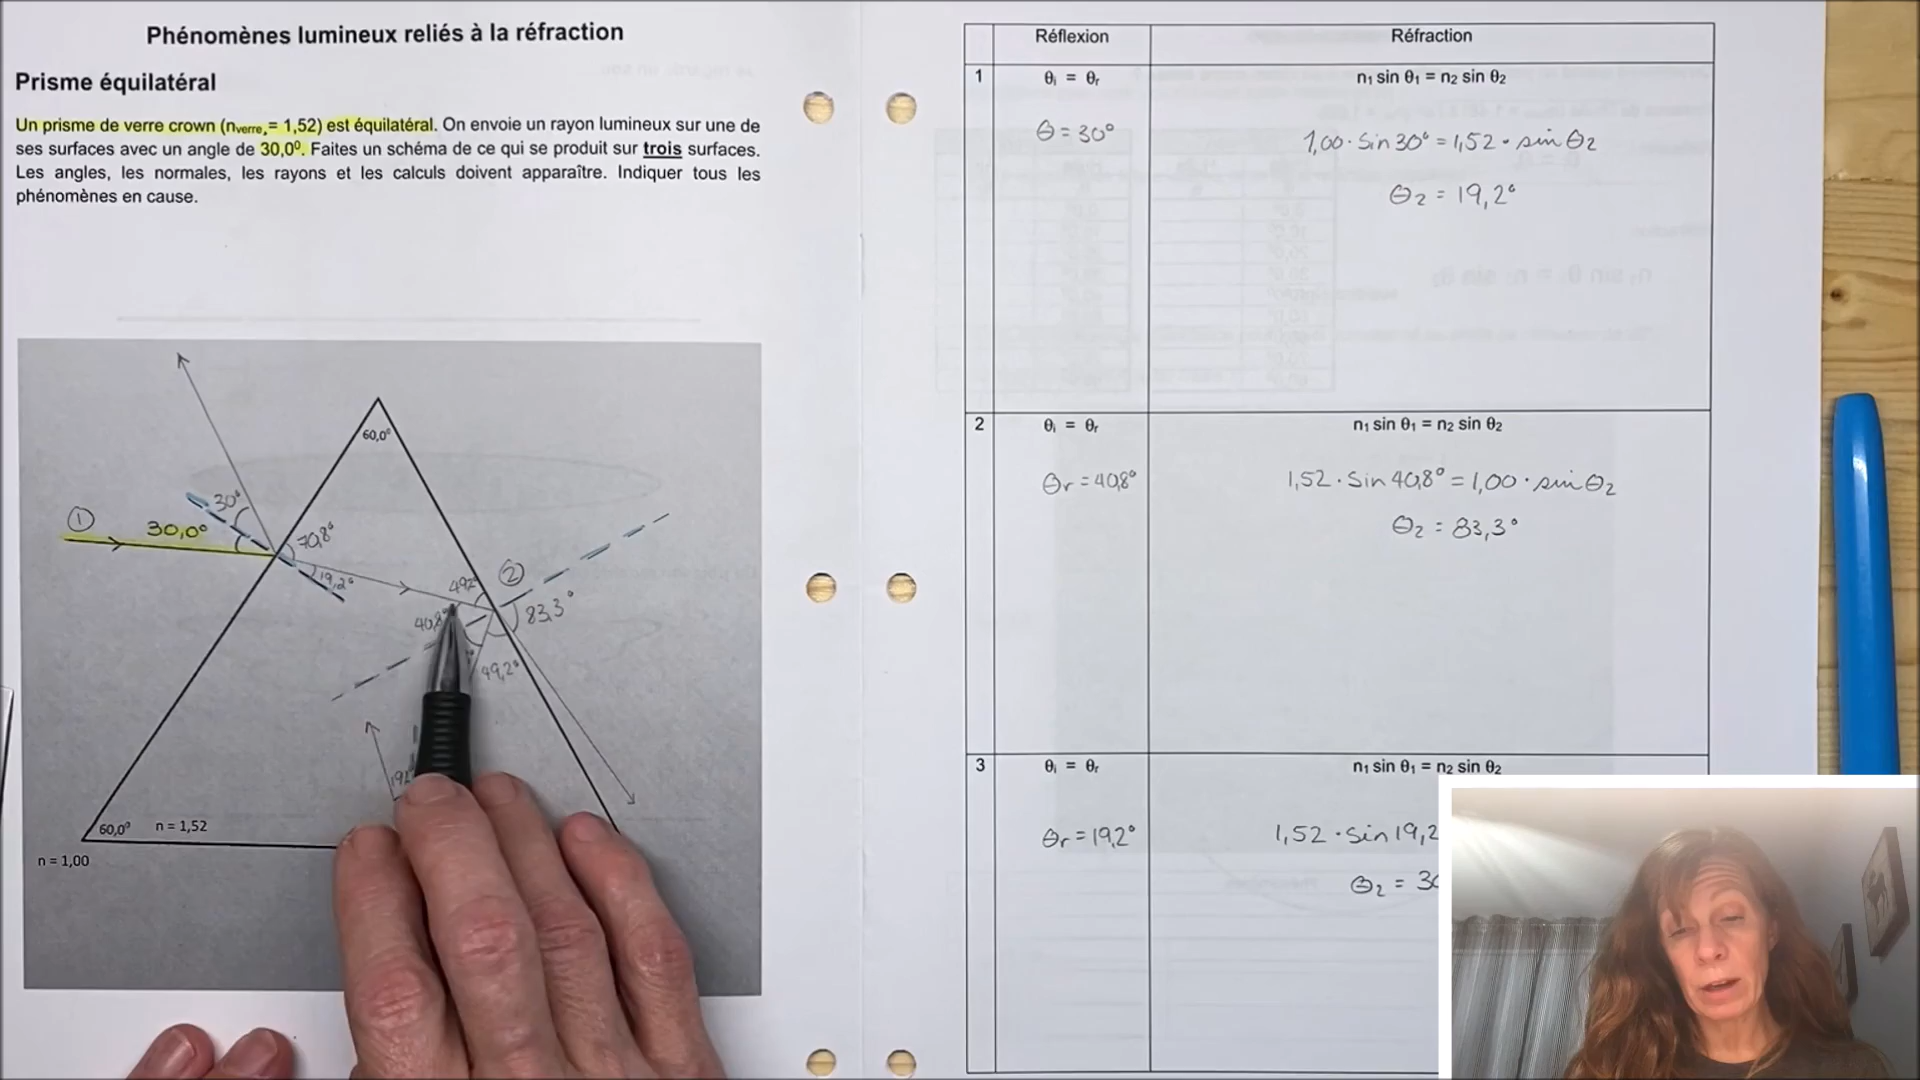 Phénomènes lumineux reliés à la réfraction
Prisme équilatéral
Un prisme de verre crown (nverre = 1,52) est équilatéral. On envoie un rayon lumineux sur une de
ses surfaces avec un angle de 30,0⁰. Faites un schéma de ce qui se produit sur trois surfaces.
Les angles, les normales, les rayons et les calculs doivent apparaître. Indiquer tous les
phénomènes en cause.
60,0⁰
30°
①
30,0°
70,8°
19,2°
49,2°
②
40,8°
83,3°
49,2°
60,0⁰
n = 1,52
n = 1,00
Réflexion
Réfraction
1
θi = θr
n1 sin θ1 = n2 sin θ2
θ = 30°
1,00 · sin 30° = 1,52 · sin θ2
θ2 = 19,2°
2
θi = θr
n1 sin θ1 = n2 sin θ2
θr = 40,8°
1,52 · sin 40,8° = 1,00 · sin θ2
θ2 = 83,3°
3
θi = θr
n1 sin θ1 = n2 sin θ2
θr = 19,2°
1,52 · sin 19,2
θ2 = 30